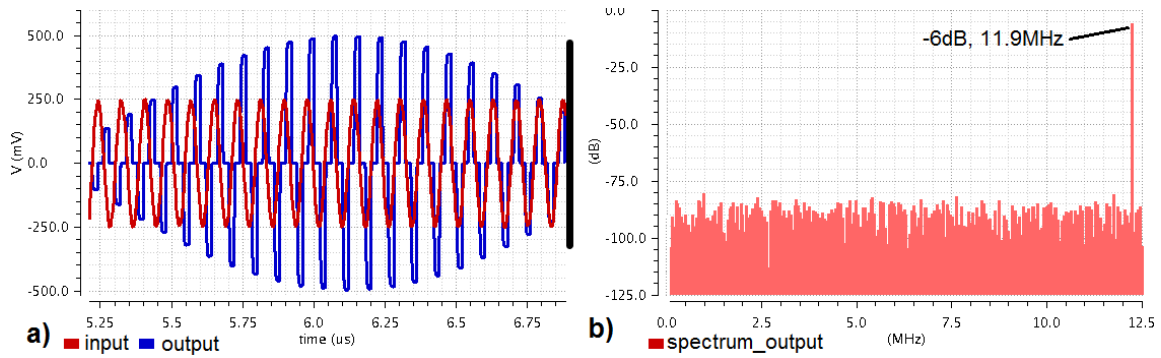 500.0
250.0
0.0
-250.0
-500.0
V (mV)
5.25
5.5
5.75
6.0
6.25
6.5
6.75
time (us)
a)
input
output
0.0
-25.0
-50.0
-75.0
-100.0
-125.0
(dB)
-6dB, 11.9MHz
0.0
2.5
5.0
7.5
10.0
12.5
(MHz)
b)
spectrum_output